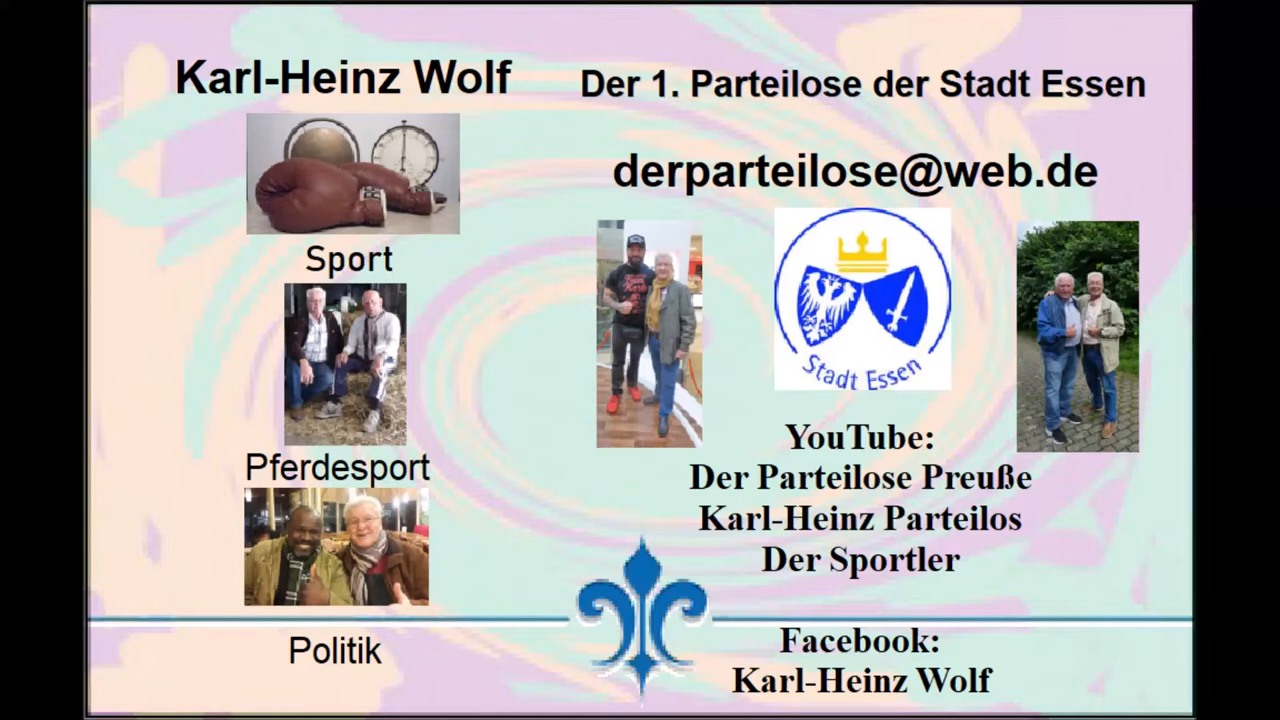 Karl-Heinz Wolf
Der 1. Parteilose der Stadt Essen
derparteilose@web.de
Sport
Pferdesport
Politik
Stadt Essen
YouTube:
Der Parteilose Preuße
Karl-Heinz Parteilos
Der Sportler
Facebook:
Karl-Heinz Wolf